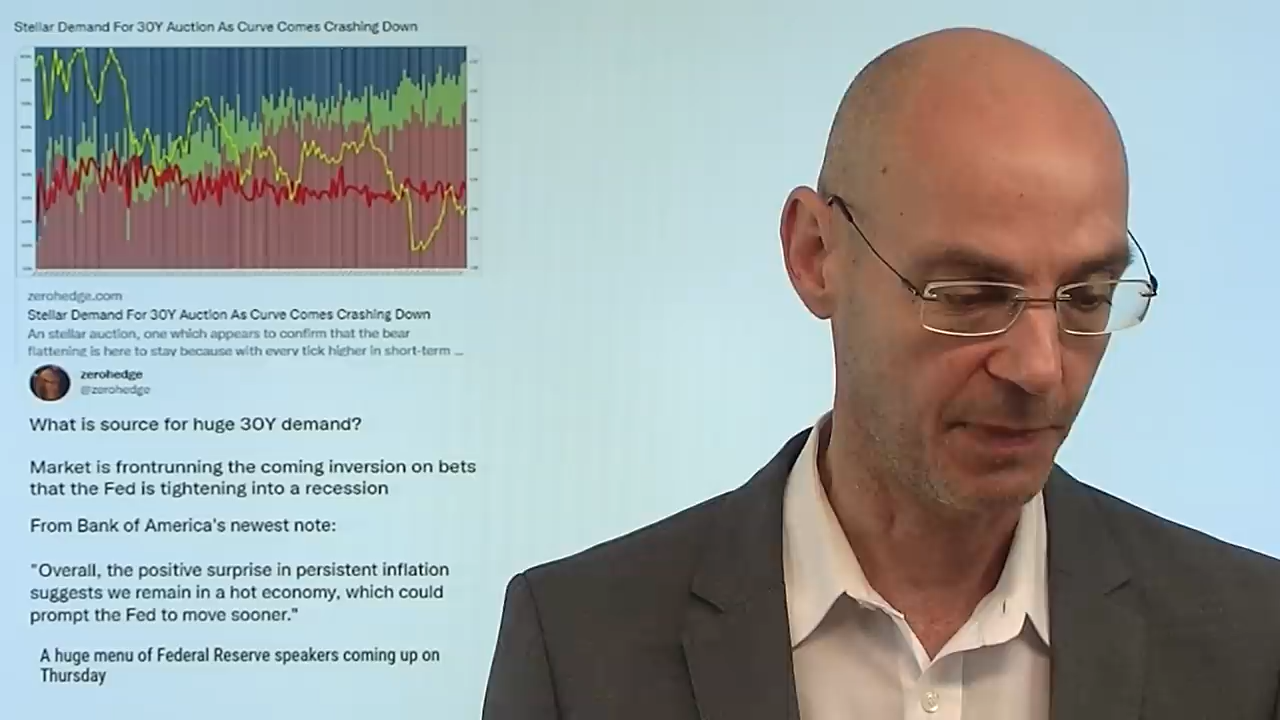 Stellar Demand For 30Y Auction As Curve Comes Crashing Down
zerohedge.com
Stellar Demand For 30Y Auction As Curve Comes Crashing Down
An stellar auction, one which appears to confirm that the bear
flattening is here to stay because with every tick higher in short-term ...
zerohedge
@zerohedge
What is source for huge 30Y demand?
Market is frontrunning the coming inversion on bets
that the Fed is tightening into a recession
From Bank of America's newest note:
"Overall, the positive surprise in persistent inflation
suggests we remain in a hot economy, which could
prompt the Fed to move sooner."
A huge menu of Federal Reserve speakers coming up on
Thursday